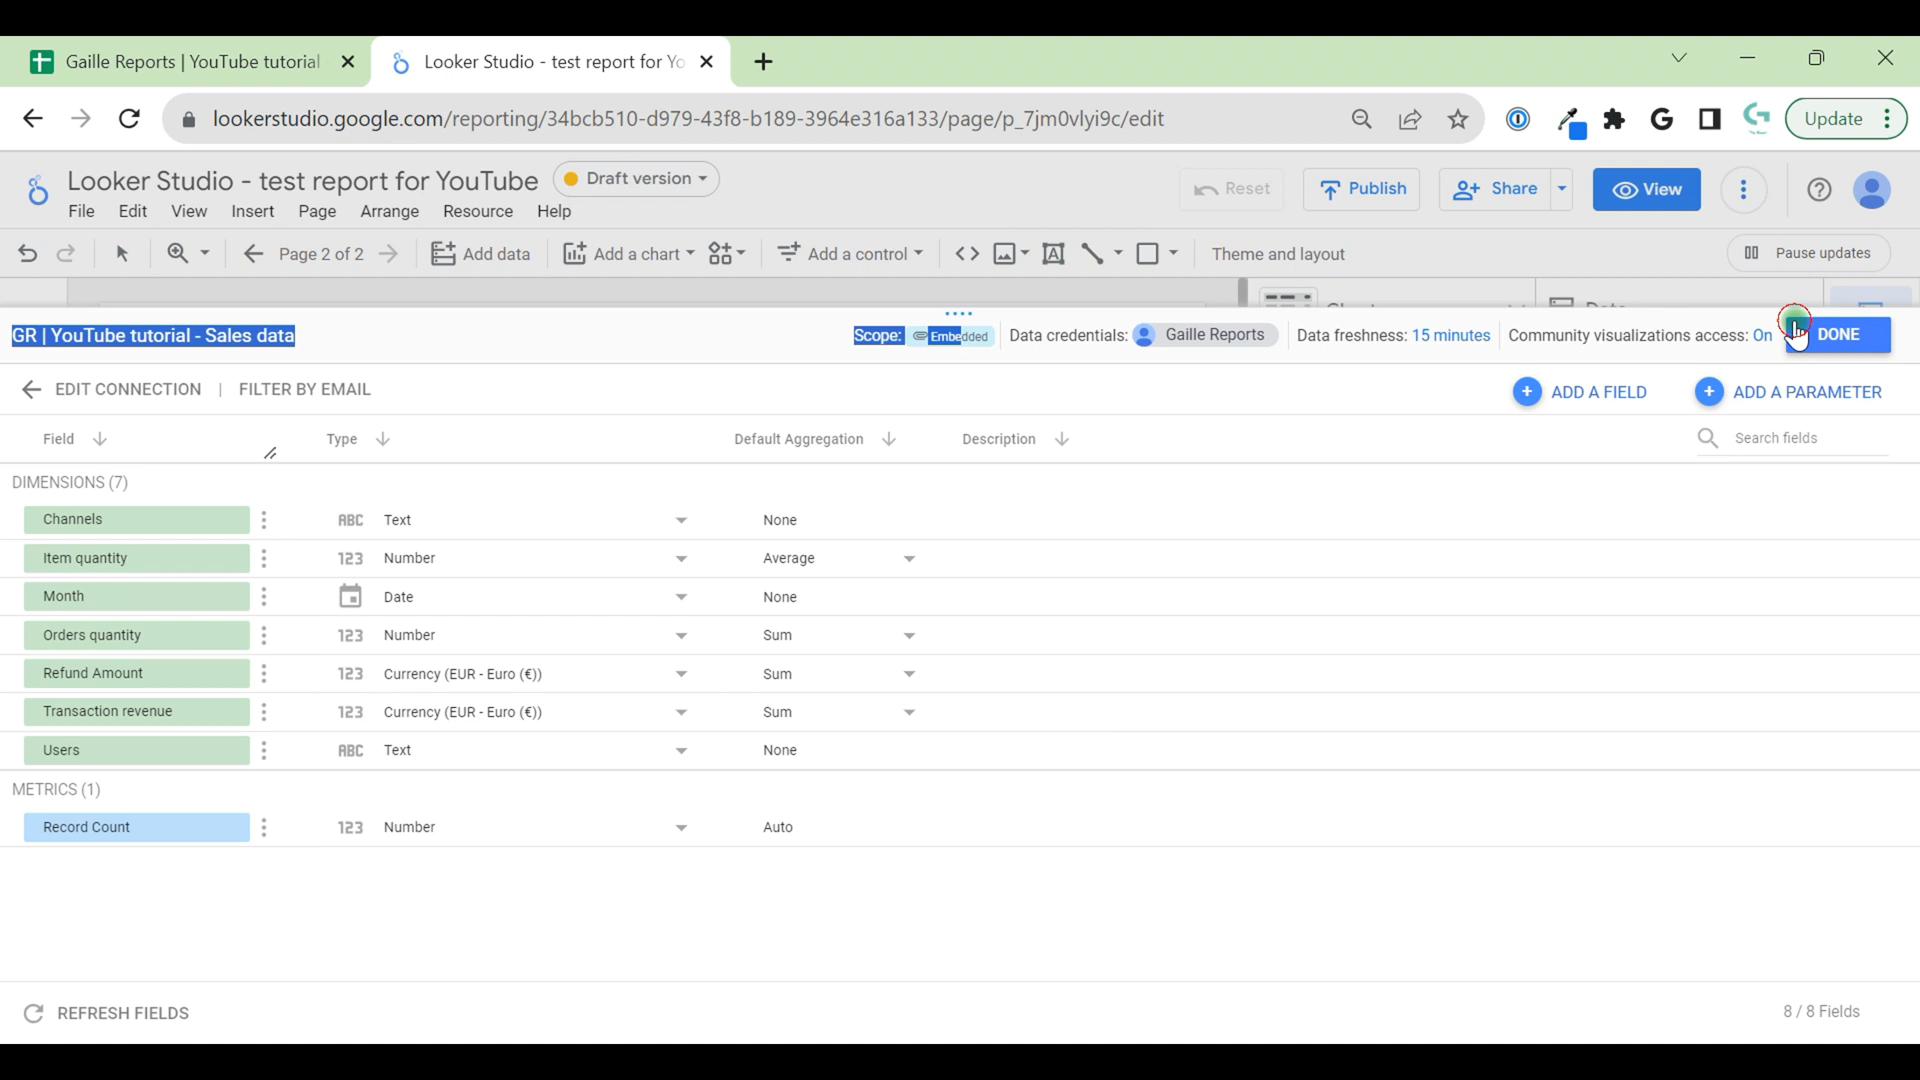 Gaille Reports | YouTube tutorial
Looker Studio - test report for Yo
lookerstudio.google.com/reporting/34bcb510-d979-43f8-b189-3964e316a133/page/p_7jm0vlyi9c/edit
Update
Looker Studio - test report for YouTube
Draft version
Reset
Publish
Share
View
File Edit View Insert Page Arrange Resource Help
Page 2 of 2
Add data
Add a chart
Add a control
Theme and layout
Pause updates
GR | YouTube tutorial - Sales data
Scope: Embedded
Data credentials: Gaille Reports
Data freshness: 15 minutes
Community visualizations access: On
DONE
EDIT CONNECTION | FILTER BY EMAIL
ADD A FIELD
ADD A PARAMETER
Field Type Default Aggregation Description
Search fields
DIMENSIONS (7)
Channels ABC Text None
Item quantity 123 Number Average
Month Date None
Orders quantity 123 Number Sum
Refund Amount 123 Currency (EUR - Euro (€)) Sum
Transaction revenue 123 Currency (EUR - Euro (€)) Sum
Users ABC Text None
METRICS (1)
Record Count 123 Number Auto
REFRESH FIELDS
8 / 8 Fields